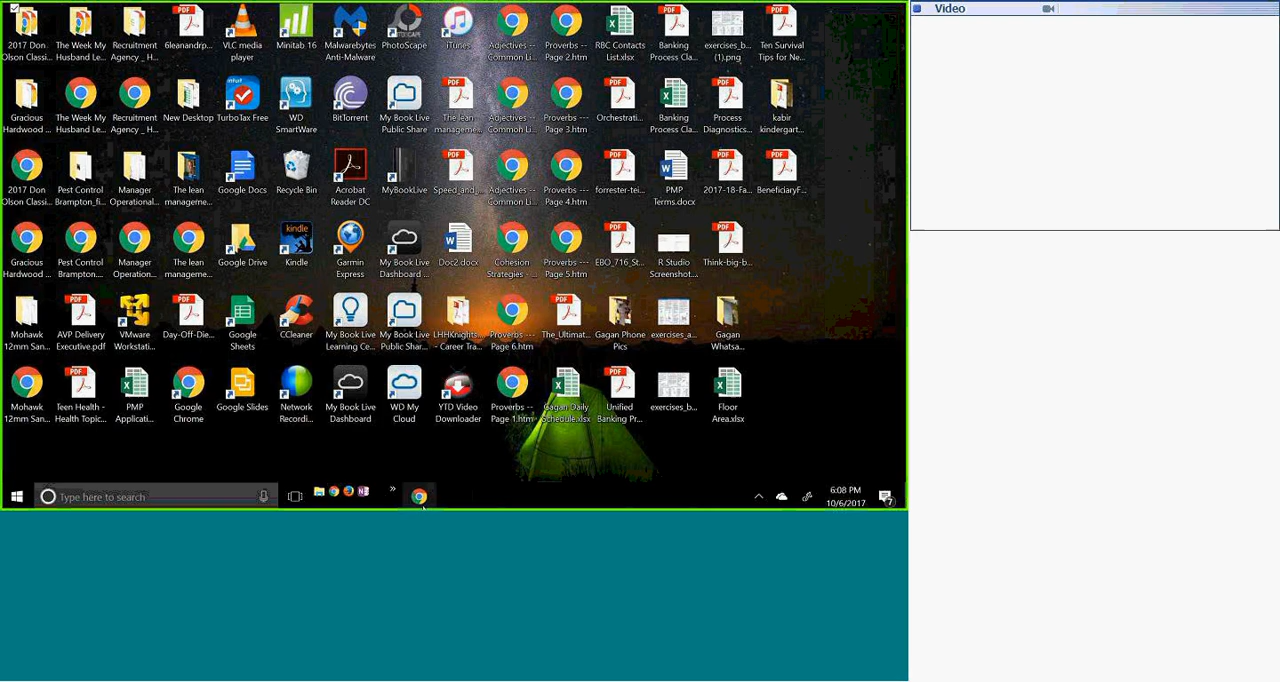 Video
2017 Don
Olson Classi...
The Week My
Husband Le...
Recruitment
Agency _ H...
6leanandrp...
VLC media
player
Minitab 16
Malwarebytes
Anti-Malware
PhotoScape
iTunes
Adjectives --
Common Li...
Proverbs ---
Page 2.htm
RBC Contacts
List.xlsx
Banking
Process Cla...
exercises_b...
(1).png
Ten Survival
Tips for Ne...
Gracious
Hardwood ...
The Week My
Husband Le...
Recruitment
Agency _ H...
New Desktop
TurboTax Free
WD
SmartWare
BitTorrent
My Book Live
Public Share
The lean
manageme...
Adjectives --
Common Li...
Proverbs ---
Page 3.htm
Orchestrati...
Banking
Process Cla...
Process
Diagnostics...
kabir
kindergart...
2017 Don
Olson Classi...
Pest Control
Brampton_fi...
Manager
Operational...
The lean
manageme...
Google Docs
Recycle Bin
Acrobat
Reader DC
MyBookLive
Speed_and_...
Adjectives --
Common Li...
Proverbs ---
Page 4.htm
forrester-tei...
PMP
Terms.docx
2017-18-Fa...
BeneficiaryF...
Gracious
Hardwood ...
Pest Control
Brampton....
Manager
Operation...
The lean
manageme...
Google Drive
Kindle
Garmin
Express
My Book Live
Dashboard ...
Doc2.docx
Cohesion
Strategies - ...
Proverbs ---
Page 5.htm
EBO_716_St...
R Studio
Screenshot....
Think-big-b...
Mohawk
12mm San...
AVP Delivery
Executive.pdf
VMware
Workstati...
Day-Off-Die...
Google
Sheets
CCleaner
My Book Live
Learning Ce...
My Book Live
Public Shar...
LHHKnights...
- Career Tra...
Proverbs ---
Page 6.htm
The_Ultimat...
Gagan Phone
Pics
exercises_a...
Gagan
Whatsa...
Mohawk
12mm San...
Teen Health -
Health Topic...
PMP
Applicati...
Google
Chrome
Google Slides
Network
Recordi...
My Book Live
Dashboard
WD My
Cloud
YTD Video
Downloader
Proverbs --
Page 1.htm
Gagan Daily
Schedule.xlsx
Unified
Banking Pr...
exercises_b...
Floor
Area.xlsx
Type here to search
6:08 PM
10/6/2017
7